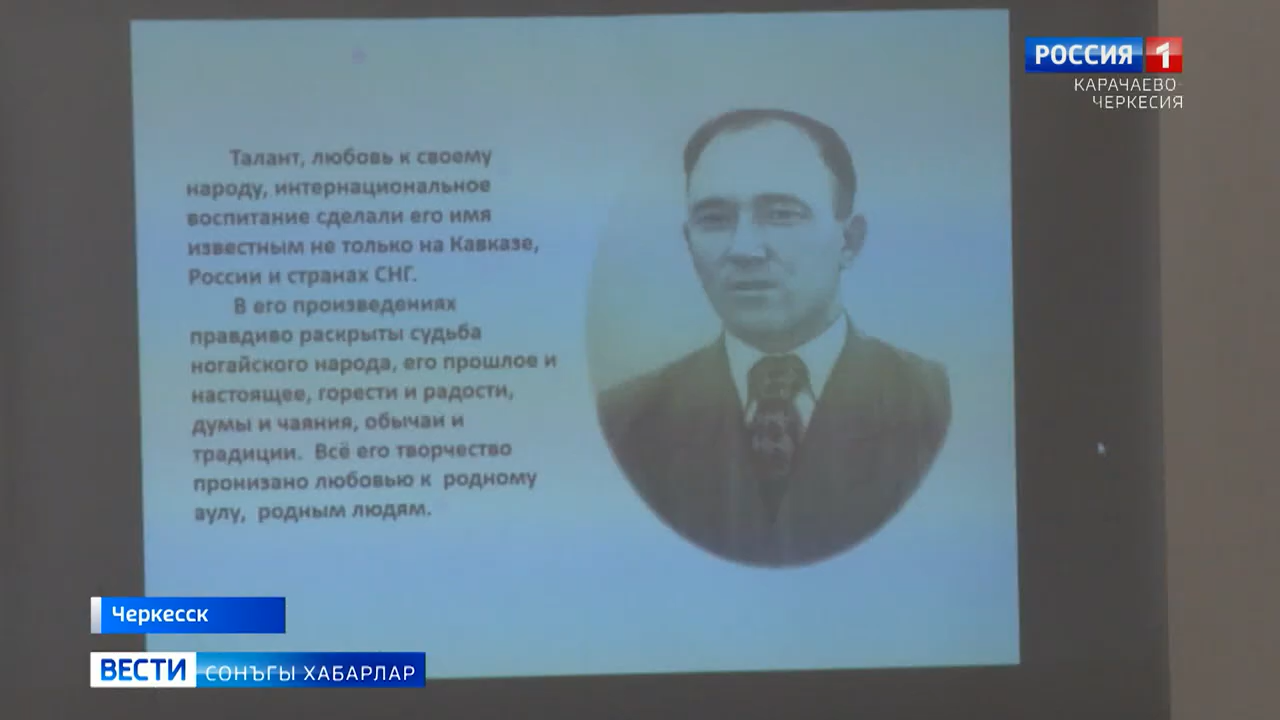 РОССИЯ 1
КАРАЧАЕВО-
ЧЕРКЕСИЯ
Талант, любовь к своему
народу, интернациональное
воспитание сделали его имя
известным не только на Кавказе,
России и странах СНГ.
В его произведениях
правдиво раскрыты судьба
ногайского народа, его прошлое и
настоящее, горести и радости,
думы и чаяния, обычаи и
традиции. Всё его творчество
пронизано любовью к родному
аулу, родным людям.
Черкесск
ВЕСТИ СОНЪГЫ ХАБАРЛАР